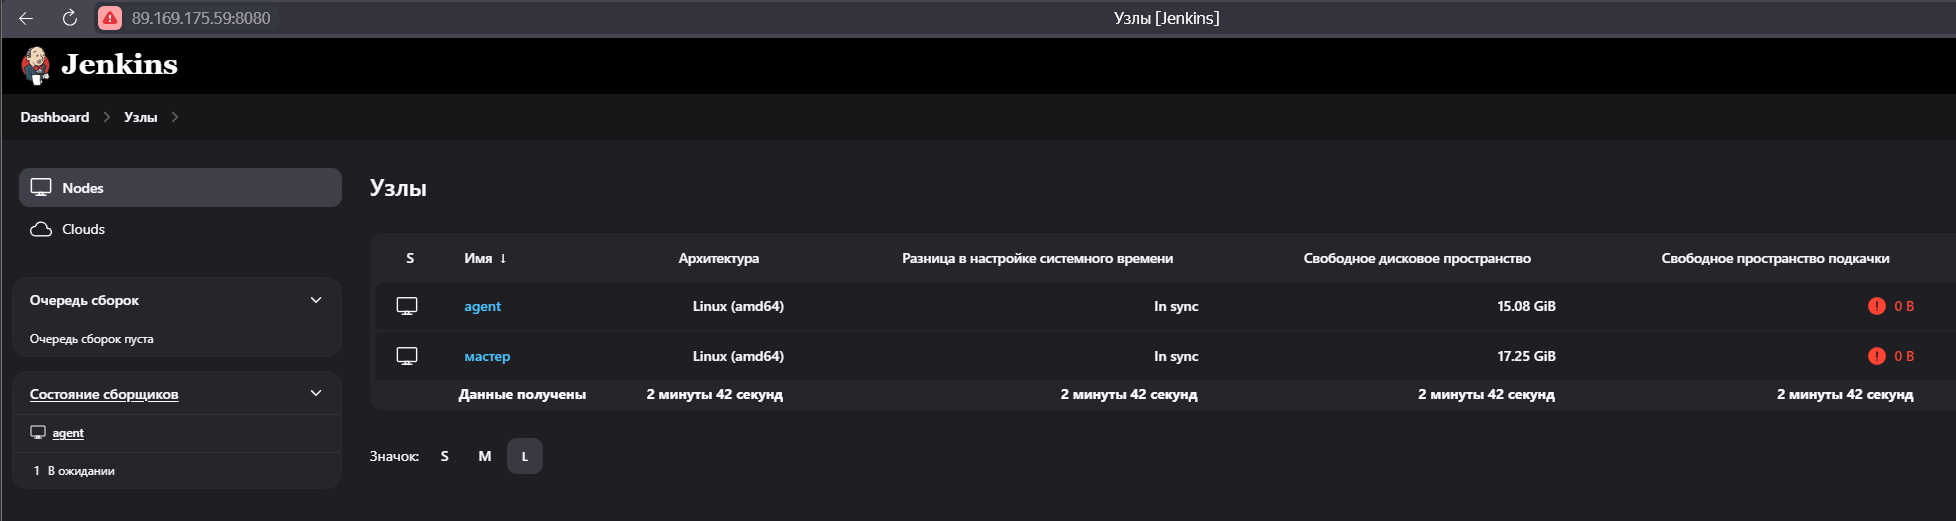 89.169.175.59:8080
Узлы [Jenkins]
Jenkins
Dashboard
Узлы
Nodes
Clouds
Очередь сборок
Очередь сборок пуста
Состояние сборщиков
agent
1 В ожидании
Узлы
S Имя ↓ Архитектура Разница в настройке системного времени Свободное дисковое пространство Свободное пространство подкачки
agent Linux (amd64) In sync 15.08 GiB 0 B
мастер Linux (amd64) In sync 17.25 GiB 0 B
Данные получены 2 минуты 42 секунд 2 минуты 42 секунд 2 минуты 42 секунд 2 минуты 42 секунд
Значок: S M L